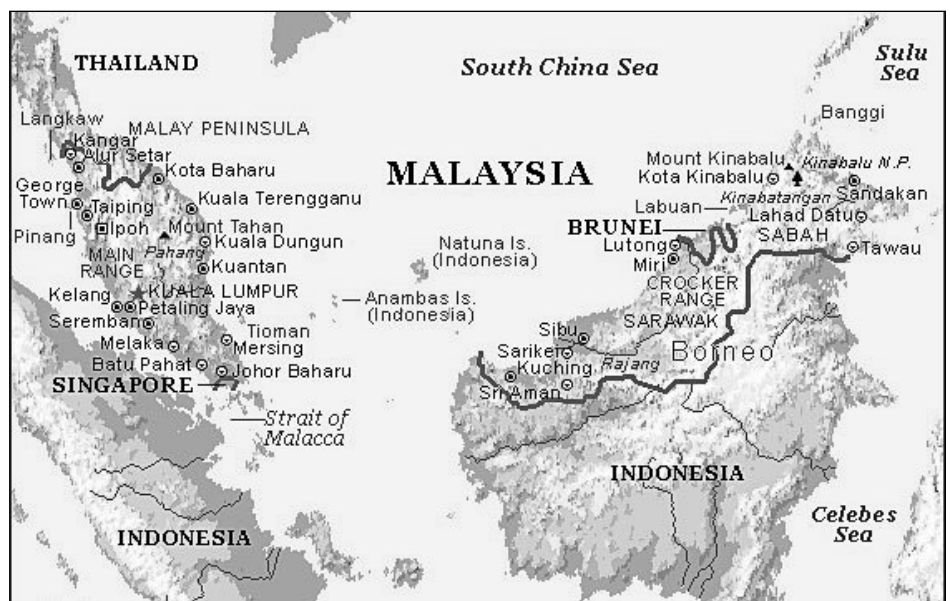 THAILAND
South China Sea
Sulu
Sea
Langkaw
MALAY PENINSULA
Banggi
Kangar
Alur Setar
Kota Baharu
MALAYSIA
Mount Kinabalu
Kinabalu N.P.
Kota Kinabalu
Sandakan
George
Town
Taiping
Kuala Terengganu
Kinabatangan
Labuan
Lahad Datu
Pinang
Ipoh
Mount Tahan
BRUNEI
SABAH
Kuala Dungun
Natuna Is.
(Indonesia)
Lutong
Tawau
MAIN
RANGE
Pahang
Kuantan
Miri
CROCKER
RANGE
Kelang
KUALA LUMPUR
Petaling Jaya
Anambas Is.
(Indonesia)
SARAWAK
Seremban
Tioman
Sibu
Melaka
Mersing
Sarikei
Borneo
Batu Pahat
Johor Baharu
Kuching
Rajang
SINGAPORE
Sri Aman
Strait of
Malacca
INDONESIA
INDONESIA
Celebes
Sea